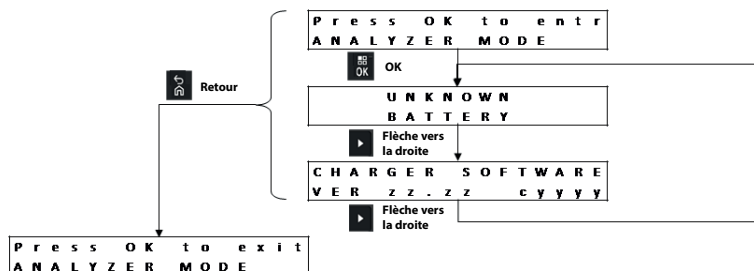 Press OK to entr
ANALYZER MODE
OK
OK
Retour
UNKNOWN
BATTERY
Flèche vers
la droite
CHARGER SOFTWARE
VER zz.zz cyyyy
Flèche vers
la droite
Press OK to exit
ANALYZER MODE